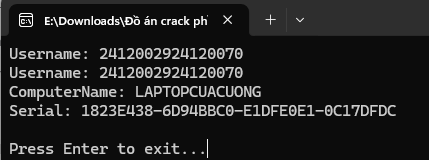 E:\Downloads\Đồ án crack ph
Username: 2412002924120070
Username: 2412002924120070
ComputerName: LAPTOPCUACUONG
Serial: 1823E438-6D94BBC0-E1DFE0E1-0C17DFDC
Press Enter to exit...